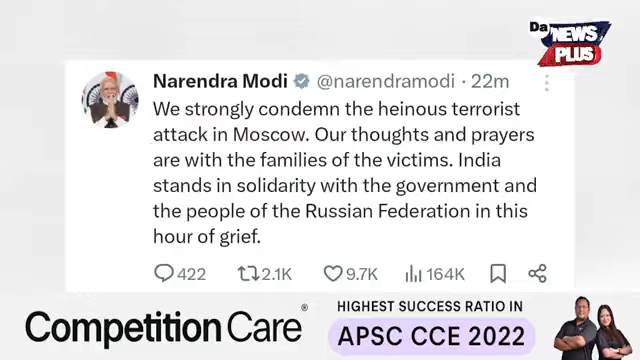 Da
NEWS
PLUS
Narendra Modi @narendramodi · 22m
We strongly condemn the heinous terrorist
attack in Moscow. Our thoughts and prayers
are with the families of the victims. India
stands in solidarity with the government and
the people of the Russian Federation in this
hour of grief.
422 2.1K 9.7K 164K
Competition Care®
HIGHEST SUCCESS RATIO IN
APSC CCE 2022